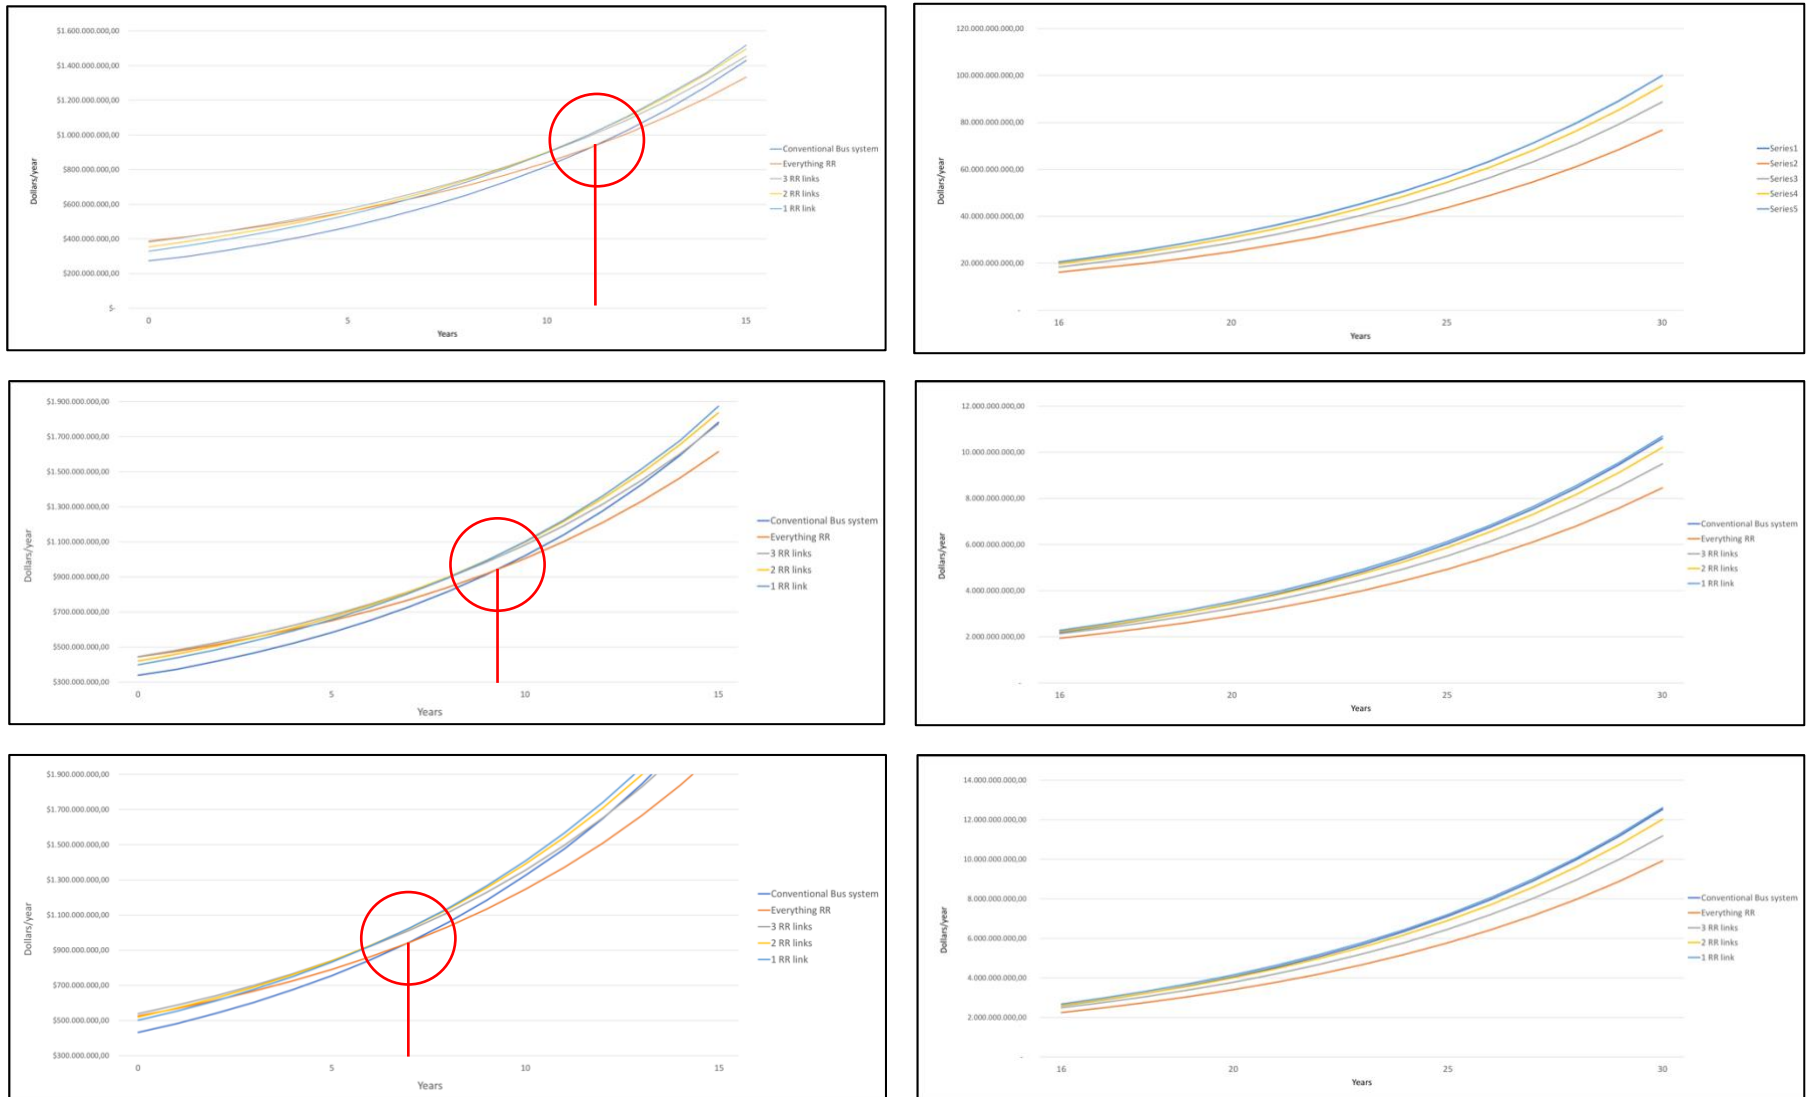 $1.600.000.000,00
$1.400.000.000,00
$1.200.000.000,00
$1.000.000.000,00
$800.000.000,00
$600.000.000,00
$400.000.000,00
$200.000.000,00
$-
Dollars/year
0 5 10 15
Years
Conventional Bus system
Everything RR
3 RR links
2 RR links
1 RR link
120.000.000.000,00
100.000.000.000,00
80.000.000.000,00
60.000.000.000,00
40.000.000.000,00
20.000.000.000,00
-
Dollars/year
16 20 25 30
Years
Series1
Series2
Series3
Series4
Series5
$1.900.000.000,00
$1.700.000.000,00
$1.500.000.000,00
$1.300.000.000,00
$1.100.000.000,00
$900.000.000,00
$700.000.000,00
$500.000.000,00
$300.000.000,00
Dollars/year
0 5 10 15
Years
Conventional Bus system
Everything RR
3 RR links
2 RR links
1 RR link
12.000.000.000,00
10.000.000.000,00
8.000.000.000,00
6.000.000.000,00
4.000.000.000,00
2.000.000.000,00
-
Dollars/year
16 20 25 30
Years
Conventional Bus system
Everything RR
3 RR links
2 RR links
1 RR link
$1.900.000.000,00
$1.700.000.000,00
$1.500.000.000,00
$1.300.000.000,00
$1.100.000.000,00
$900.000.000,00
$700.000.000,00
$500.000.000,00
$300.000.000,00
Dollars/year
0 5 10 15
Years
Conventional Bus system
Everything RR
3 RR links
2 RR links
1 RR link
14.000.000.000,00
12.000.000.000,00
10.000.000.000,00
8.000.000.000,00
6.000.000.000,00
4.000.000.000,00
2.000.000.000,00
-
Dollars/year
16 20 25 30
Years
Conventional Bus system
Everything RR
3 RR links
2 RR links
1 RR link